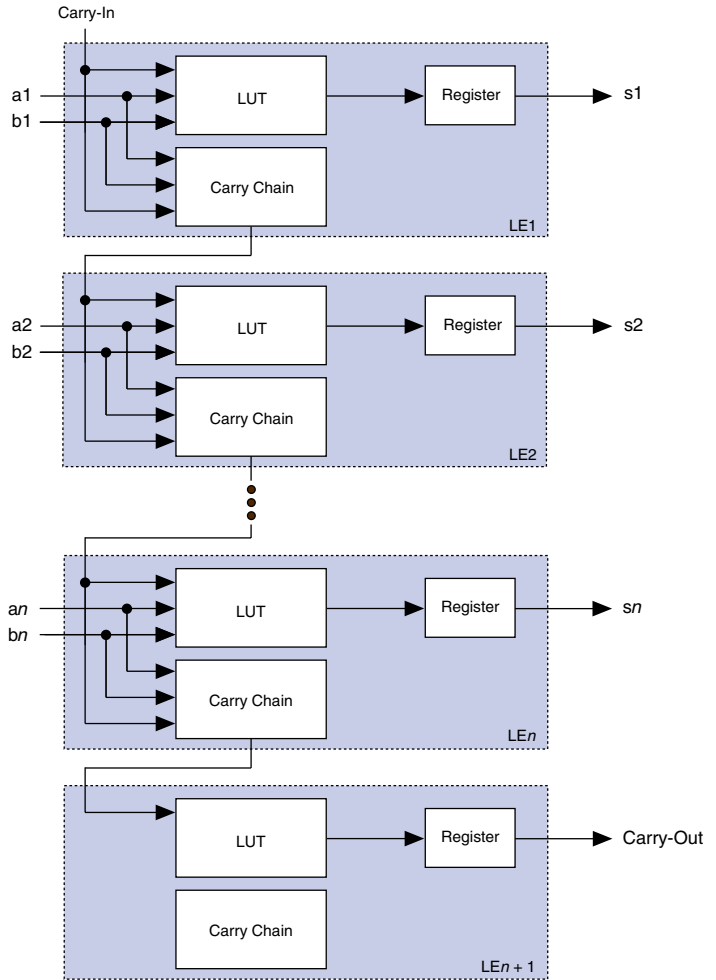 Carry-In
a1
b1
LUT
Register
s1
Carry Chain
LE1
a2
b2
LUT
Register
s2
Carry Chain
LE2
an
bn
LUT
Register
sn
Carry Chain
LEn
LUT
Register
Carry-Out
Carry Chain
LEn + 1